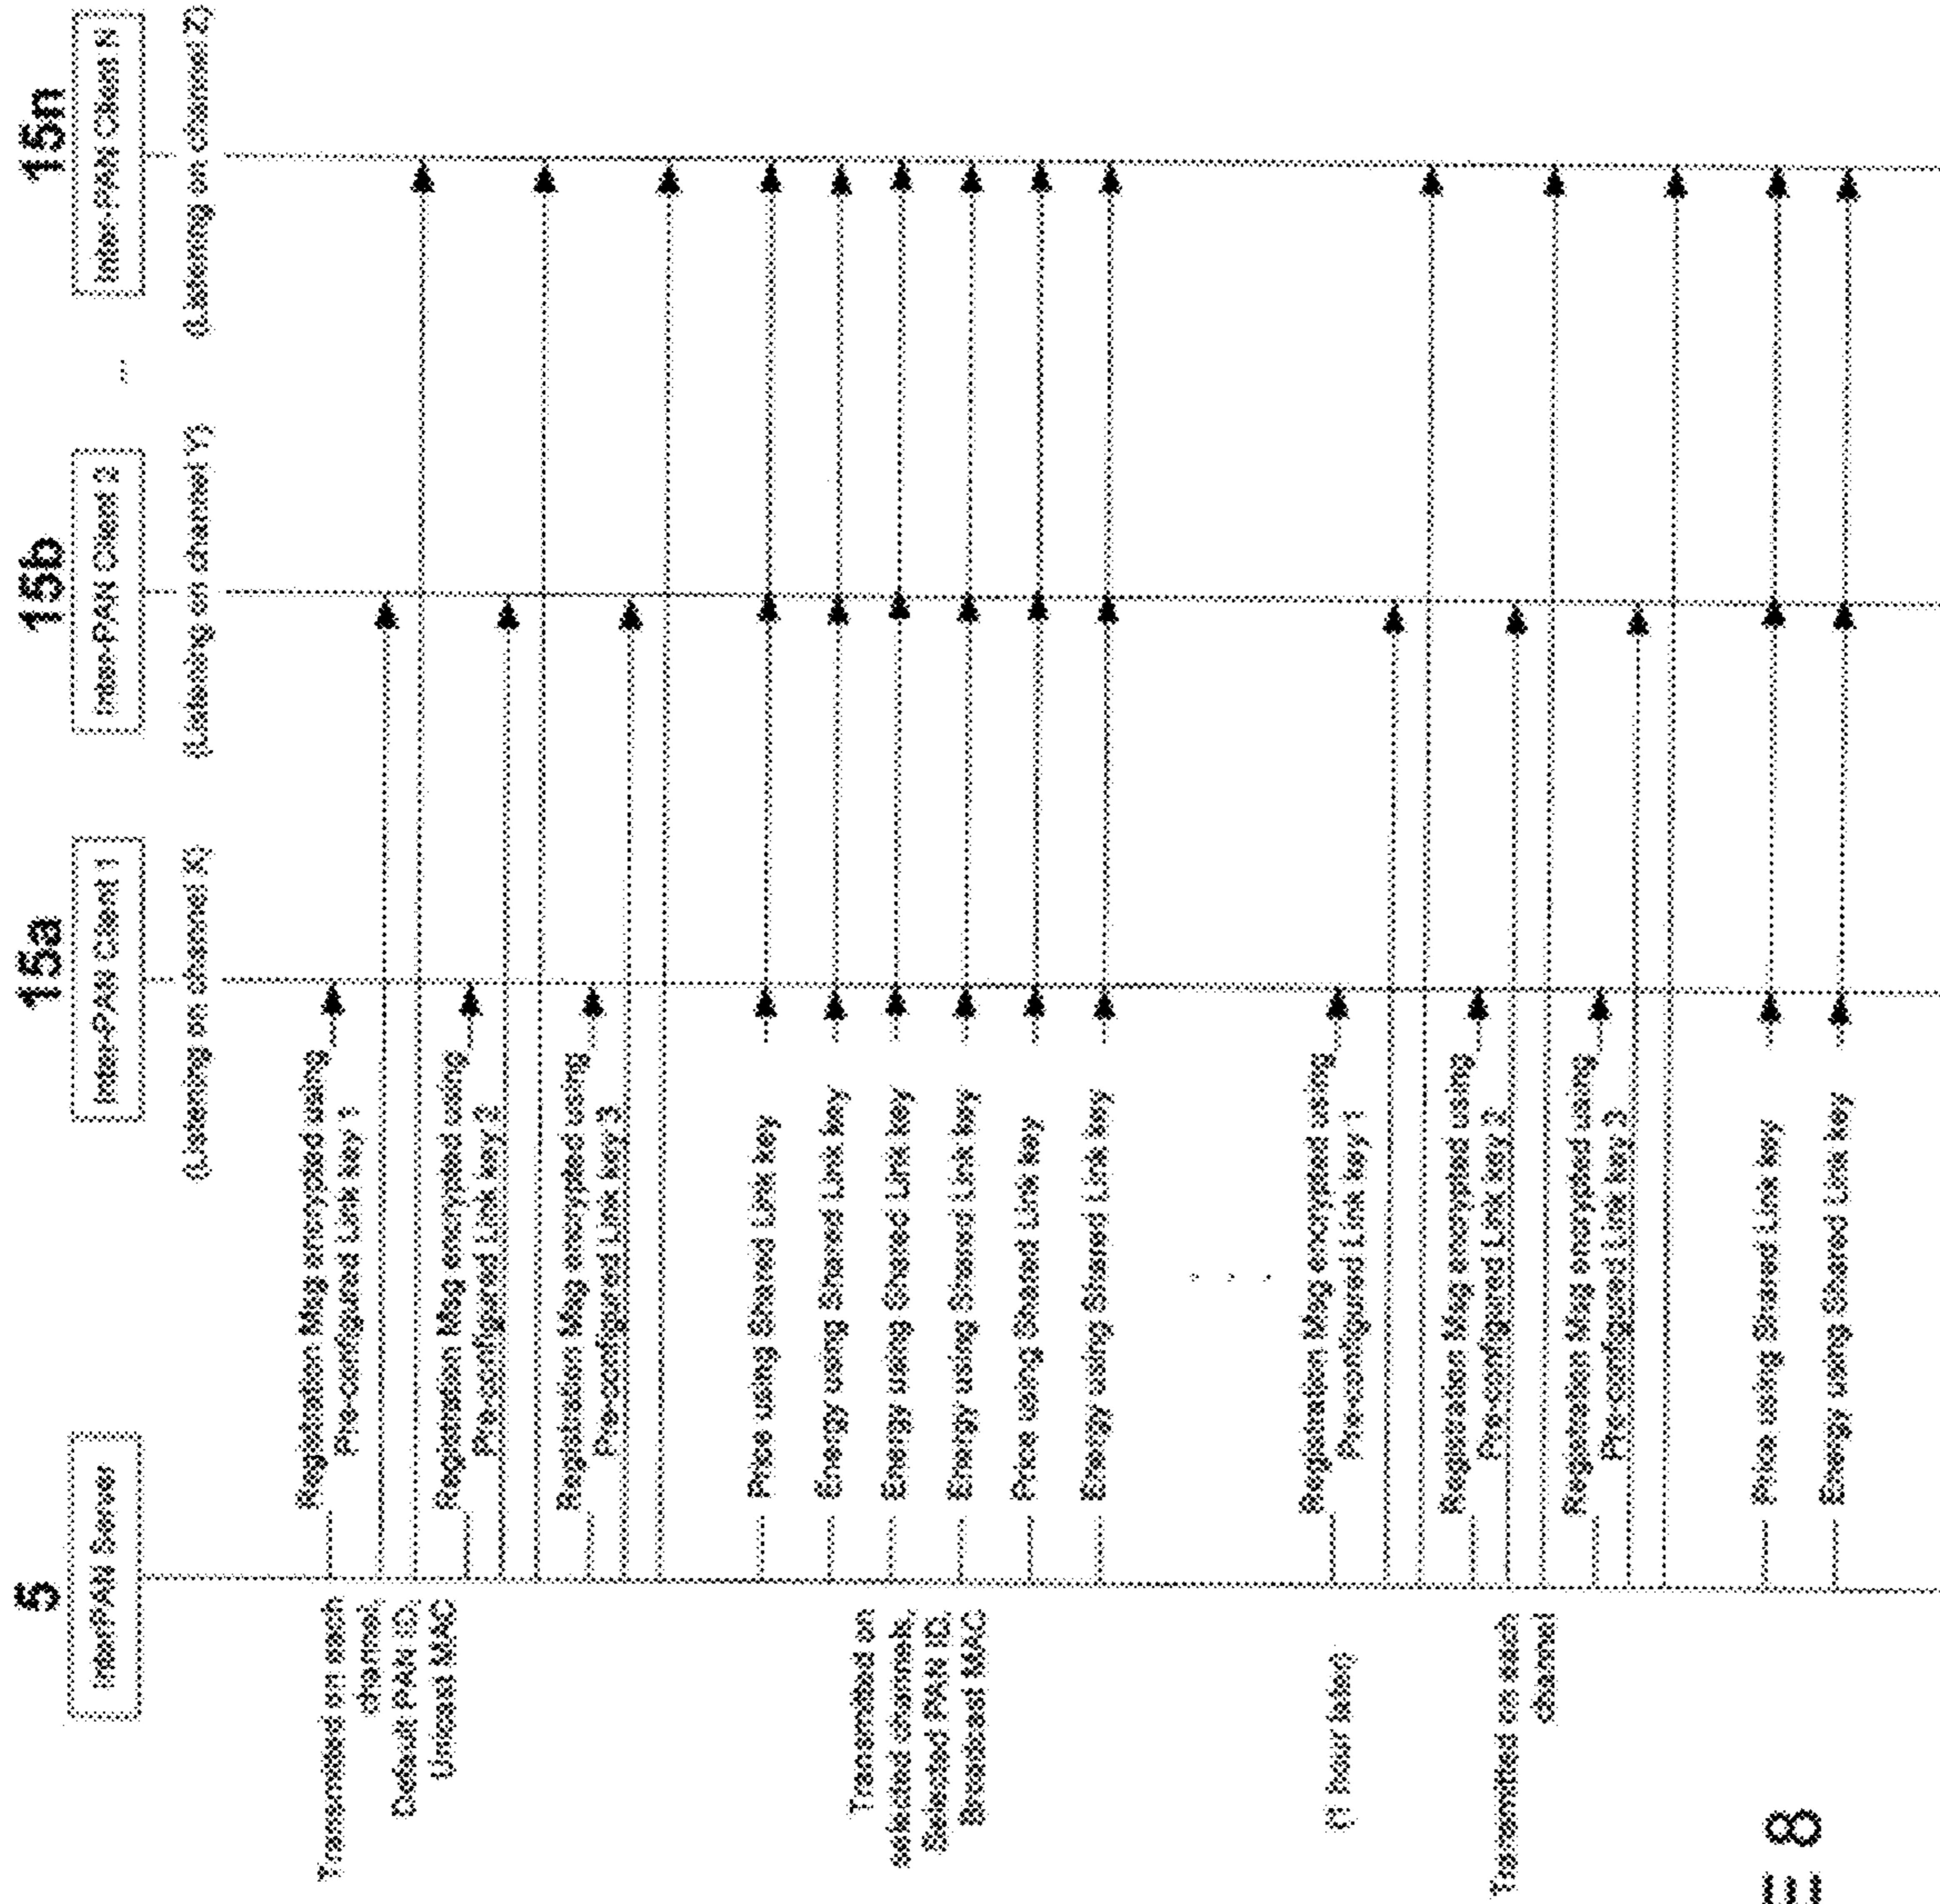 5
InterPAN Server
15a
Inter-PAN Client 1
(Listening on channel X)
15b
Inter-PAN Client 2
(Listening on channel Y)
...
15n
Inter-PAN Client N
(Listening on channel Z)
Transmitted on each
channel,
Default PAN ID,
Unicast MAC
Registration Msg encrypted using
Pre-configured Link key 1
Registration Msg encrypted using
Pre-configured Link key 2
Registration Msg encrypted using
Pre-configured Link key 3
Transmitted on
selected channels,
Selected PAN ID,
Broadcast MAC
Price using Shared Link key
Energy using Shared Link key
Energy using Shared Link key
Energy using Shared Link key
Price using Shared Link key
Energy using Shared Link key
. . .
(1 hour later)
Transmitted on each
channel
Registration Msg encrypted using
Pre-configured Link key 1
Registration Msg encrypted using
Pre-configured Link key 2
Registration Msg encrypted using
Pre-configured Link key 3
Price using Shared Link key
Energy using Shared Link key
8